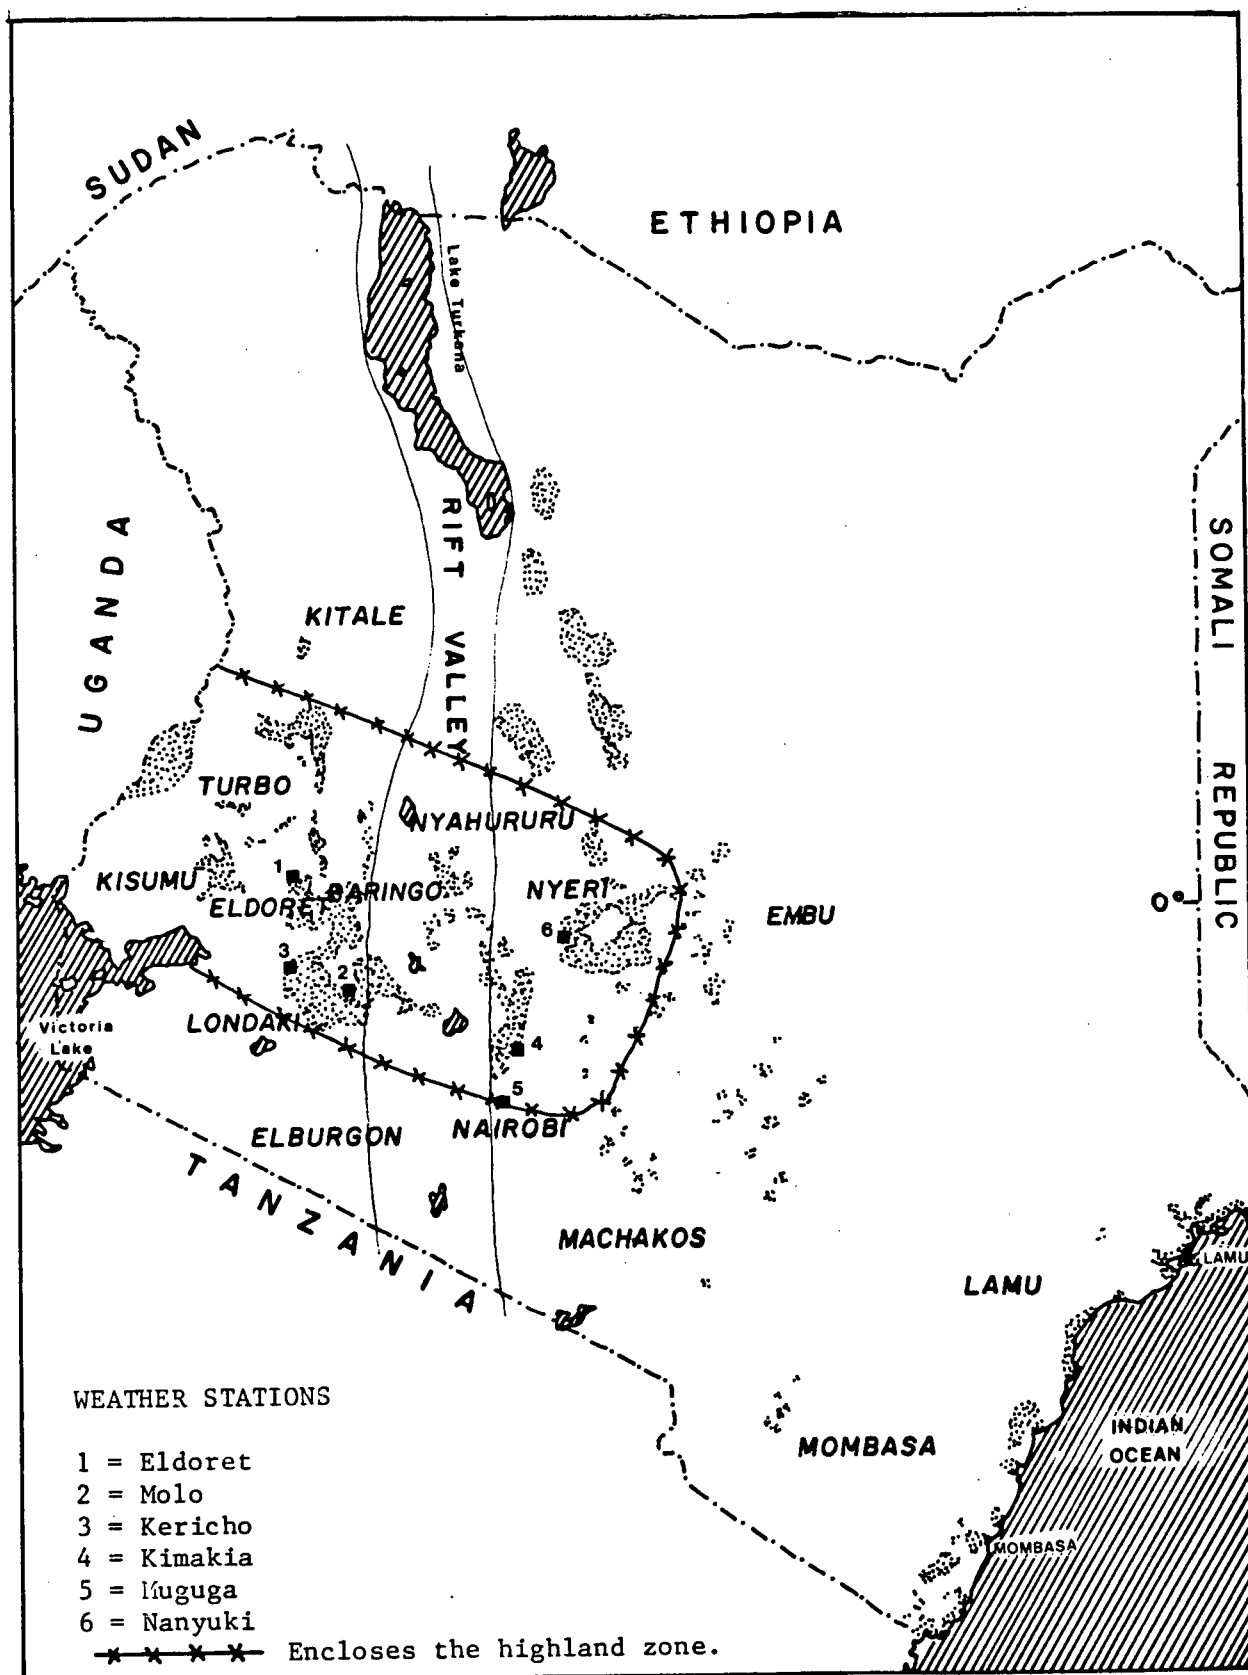 SUDAN
ETHIOPIA
Lake Turkana
UGANDA
RIFT VALLEY
SOMALI REPUBLIC
KITALE
TURBO
NYAHURURU
KISUMU
1
ELDORET
BARINGO
NYERI
6
EMBU
0°
3
2
LONDAKI
4
Victoria
Lake
5
NAIROBI
ELBURGON
TANZANIA
MACHAKOS
LAMU
LAMU
MOMBASA
INDIAN
OCEAN
MOMBASA
WEATHER STATIONS
1 = Eldoret
2 = Molo
3 = Kericho
4 = Kimakia
5 = Muguga
6 = Nanyuki
Encloses the highland zone.